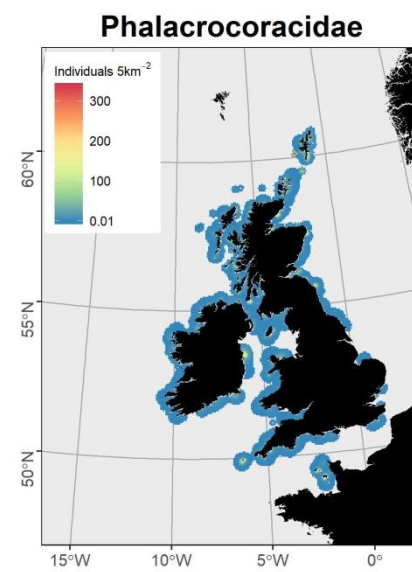 Phalacrocoracidae
Individuals 5km⁻²
300
200
100
0.01
60°N
55°N
50°N
15°W
10°W
5°W
0°